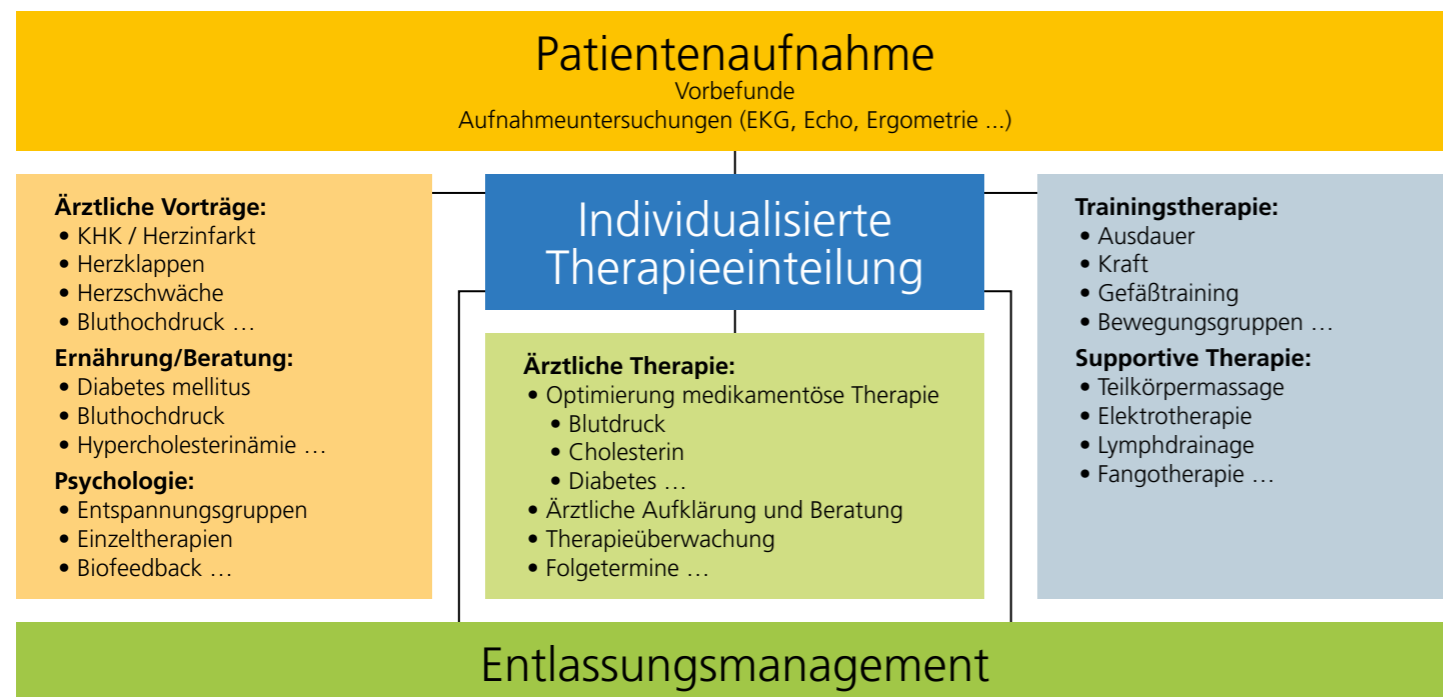 Patientenaufnahme
Vorbefunde
Aufnahmeuntersuchungen (EKG, Echo, Ergometrie ...)
Ärztliche Vorträge:
• KHK / Herzinfarkt
• Herzklappen
• Herzschwäche
• Bluthochdruck …
Ernährung/Beratung:
• Diabetes mellitus
• Bluthochdruck
• Hypercholesterinämie …
Psychologie:
• Entspannungsgruppen
• Einzeltherapien
• Biofeedback …
Individualisierte
Therapieeinteilung
Ärztliche Therapie:
• Optimierung medikamentöse Therapie
• Blutdruck
• Cholesterin
• Diabetes …
• Ärztliche Aufklärung und Beratung
• Therapieüberwachung
• Folgetermine …
Trainingstherapie:
• Ausdauer
• Kraft
• Gefäßtraining
• Bewegungsgruppen …
Supportive Therapie:
• Teilkörpermassage
• Elektrotherapie
• Lymphdrainage
• Fangotherapie …
Entlassungsmanagement